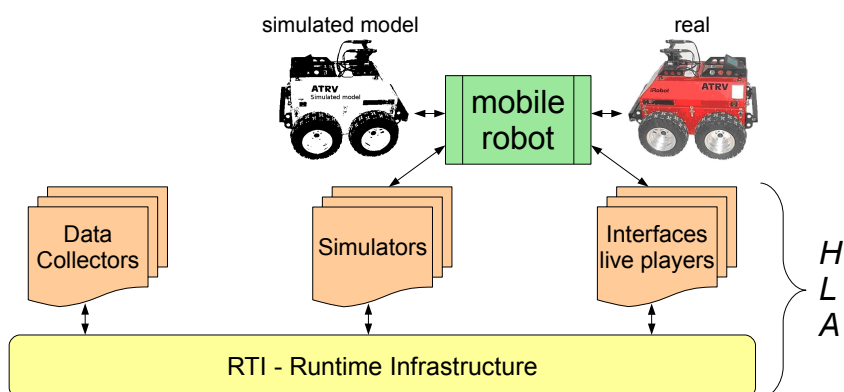 simulated model
real
ATRV
Simulated model
iRobot
ATRV
mobile
robot
Data
Collectors
Simulators
Interfaces
live players
H
L
A
RTI - Runtime Infrastructure